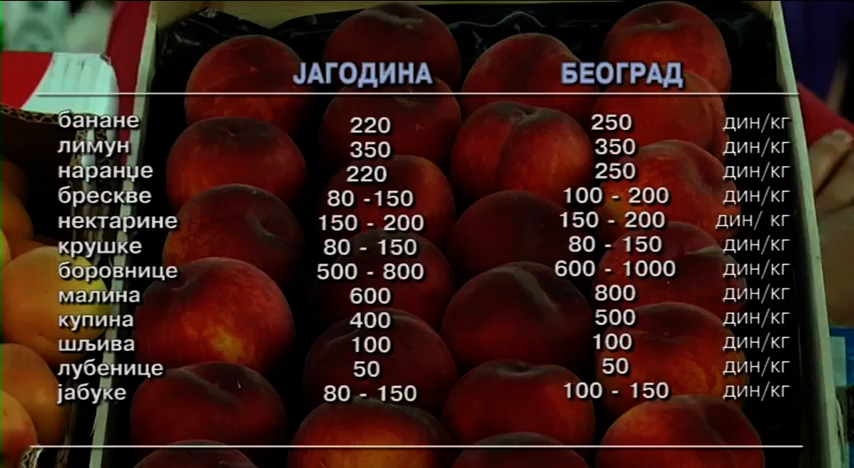 ЈАГОДИНА БЕОГРАД
банане 220 250 дин/кг
лимун 350 350 дин/кг
наранџе 220 250 дин/кг
брескве 80 -150 100 - 200 дин/кг
нектарине 150 - 200 150 - 200 дин/ кг
крушке 80 - 150 80 - 150 дин/кг
боровнице 500 - 800 600 - 1000 дин/кг
малина 600 800 дин/кг
купина 400 500 дин/кг
шљива 100 100 дин/кг
лубенице 50 50 дин/кг
јабуке 80 - 150 100 - 150 дин/кг